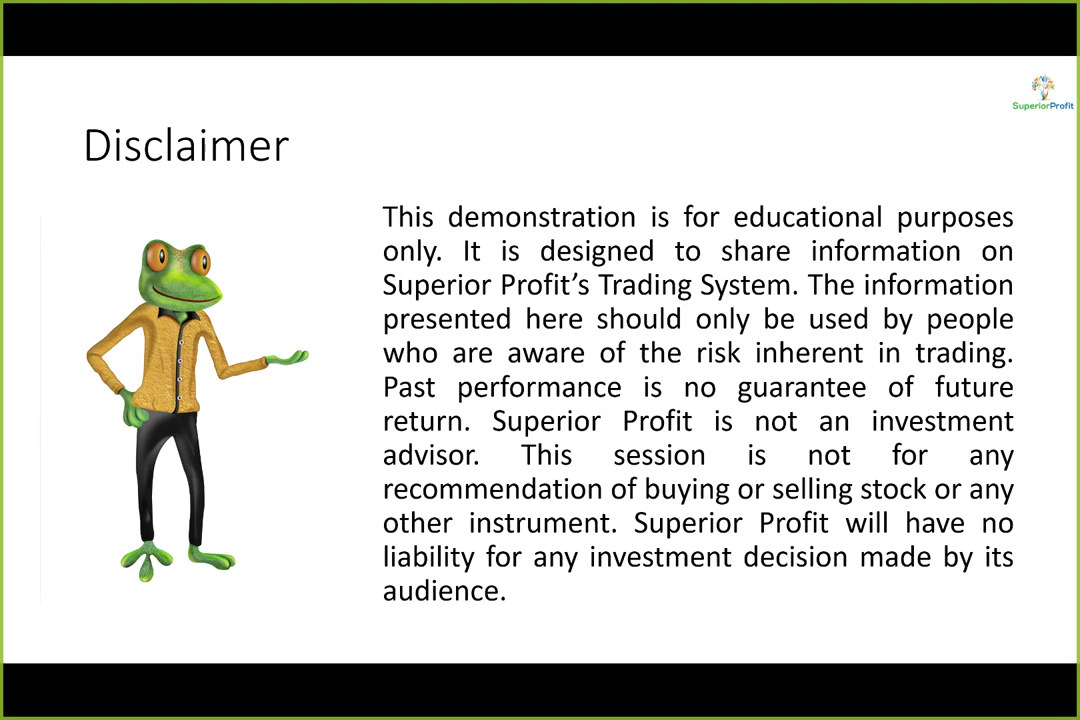 SuperiorProfit
Disclaimer
This demonstration is for educational purposes
only. It is designed to share information on
Superior Profit’s Trading System. The information
presented here should only be used by people
who are aware of the risk inherent in trading.
Past performance is no guarantee of future
return. Superior Profit is not an investment
advisor. This session is not for any
recommendation of buying or selling stock or any
other instrument. Superior Profit will have no
liability for any investment decision made by its
audience.